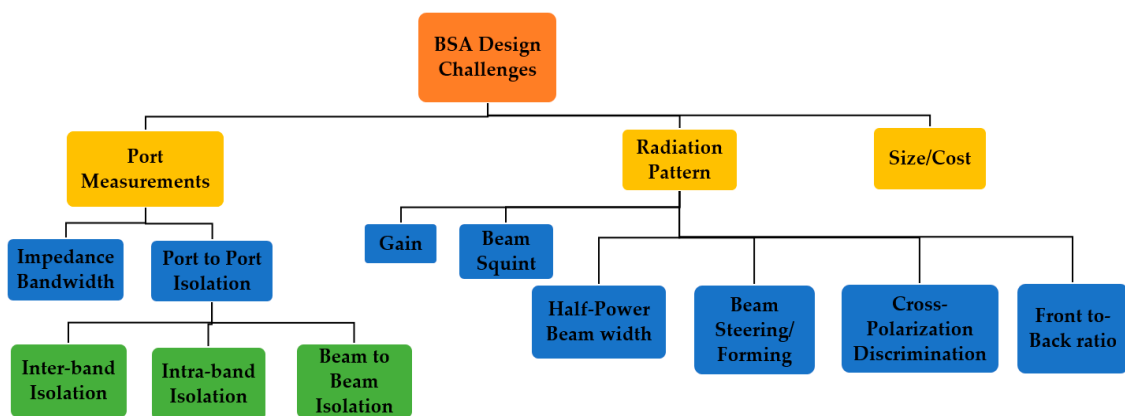 BSA Design
Challenges
Port
Measurements
Radiation
Pattern
Size/Cost
Impedance
Bandwidth
Port to Port
Isolation
Gain
Beam
Squint
Half-Power
Beam width
Beam
Steering/
Forming
Cross-
Polarization
Discrimination
Front to-
Back ratio
Inter-band
Isolation
Intra-band
Isolation
Beam to
Beam
Isolation